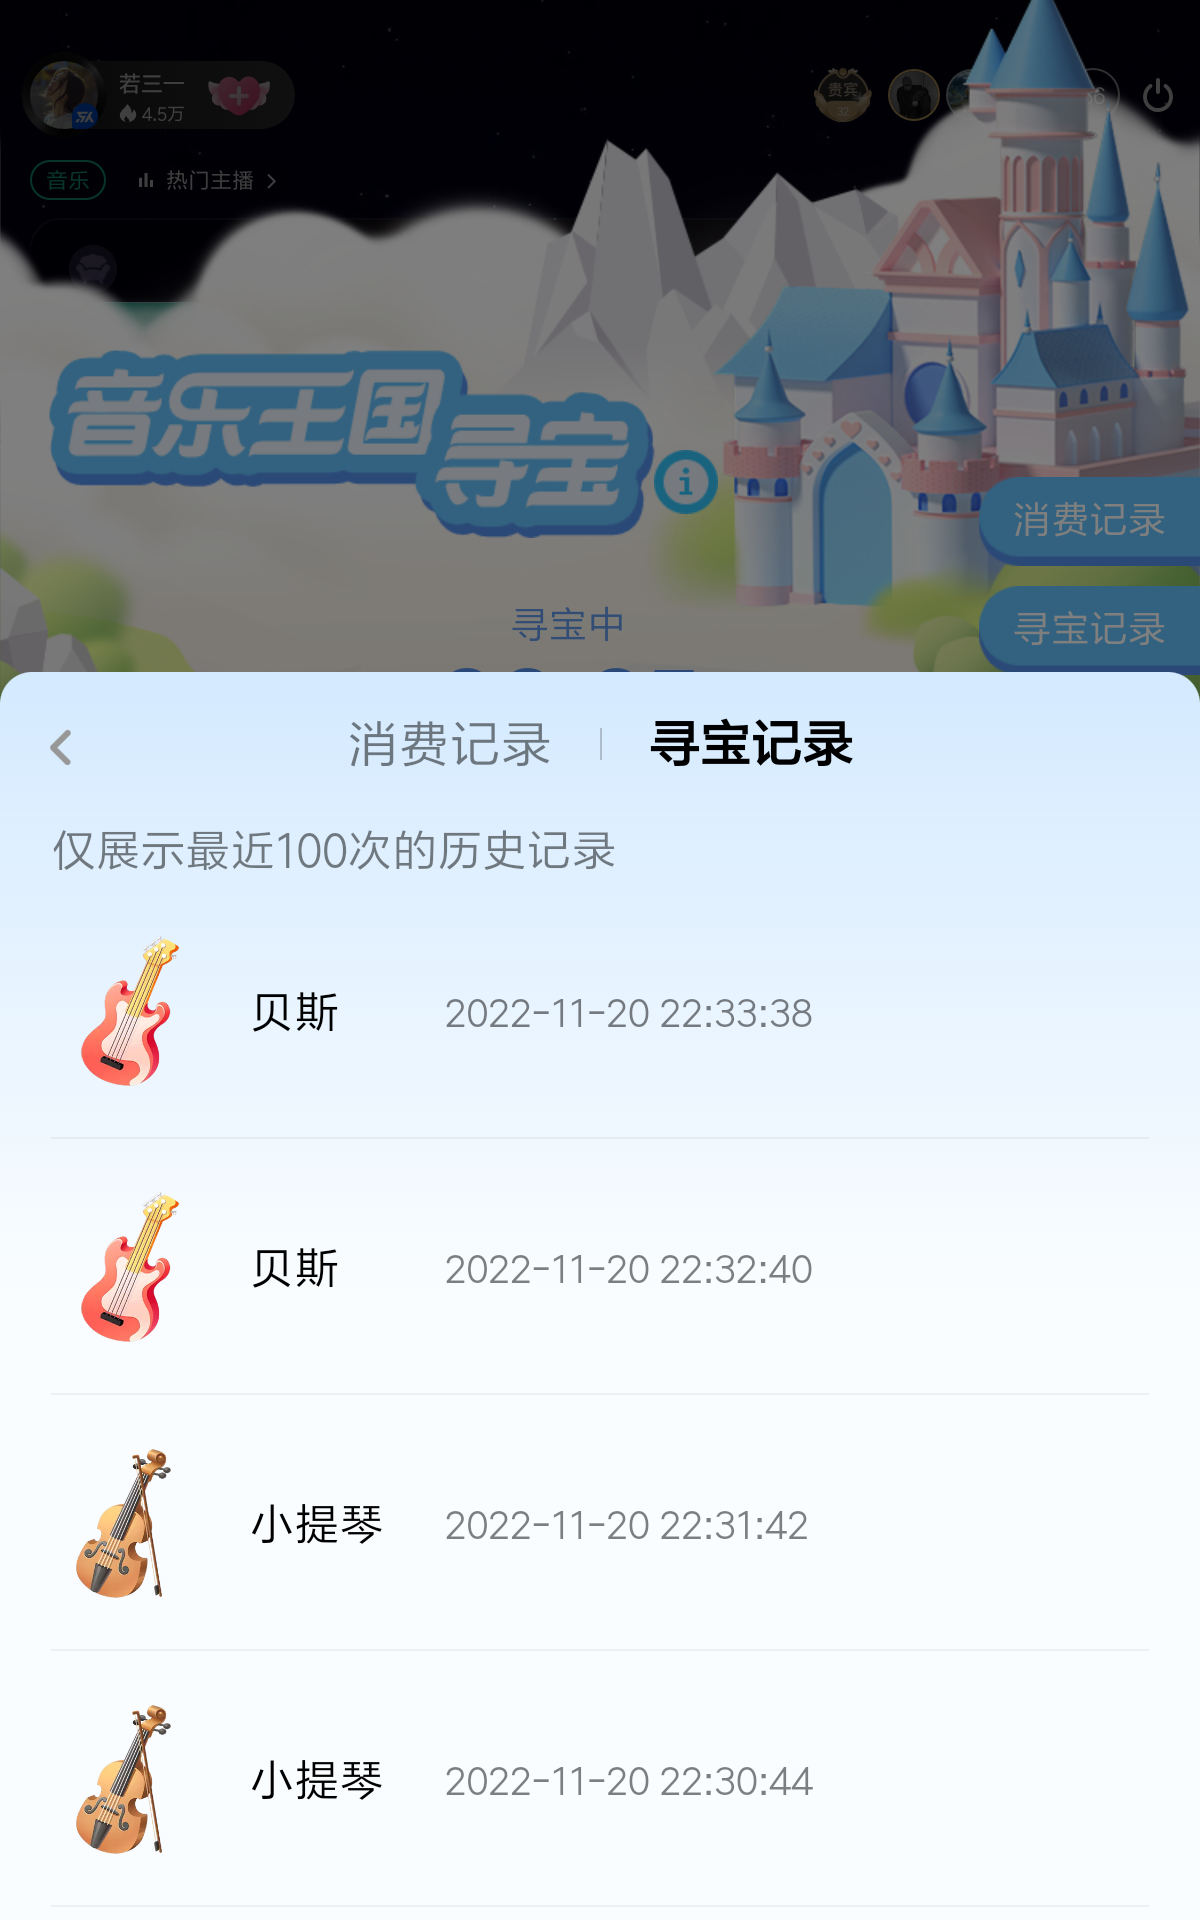 若三一
4.5万
贵宾
32
6
音乐
热门主播
音乐王国
寻宝
消费记录
寻宝记录
寻宝中
消费记录
寻宝记录
仅展示最近100次的历史记录
贝斯 2022-11-20 22:33:38
贝斯 2022-11-20 22:32:40
小提琴 2022-11-20 22:31:42
小提琴 2022-11-20 22:30:44